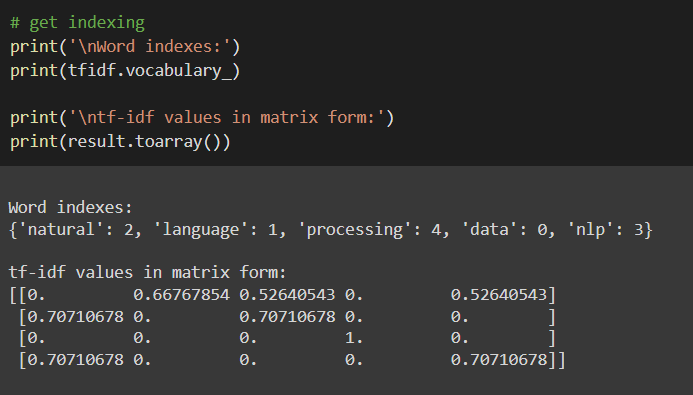 # get indexing
print('\nWord indexes:')
print(tfidf.vocabulary_)
print('\ntf-idf values in matrix form:')
print(result.toarray())
Word indexes:
{'natural': 2, 'language': 1, 'processing': 4, 'data': 0, 'nlp': 3}
tf-idf values in matrix form:
[[0.         0.66767854 0.52640543 0.         0.52640543]
 [0.70710678 0.         0.70710678 0.         0.        ]
 [0.         0.         0.         1.         0.        ]
 [0.70710678 0.         0.         0.         0.70710678]]